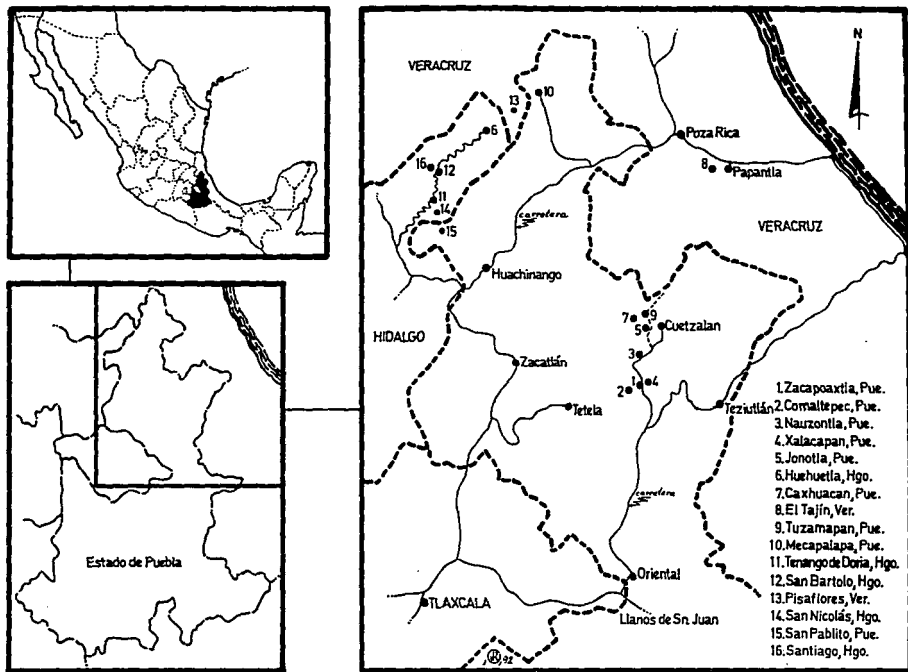 Estado de Puebla
N
VERACRUZ
13
10
6
Poza Rica
16
12
8
Papantla
11
14
carretera
15
VERACRUZ
Huachinango
7
9
5
Cuetzalan
HIDALGO
3
Zacatlán
2
1
4
Tetela
Teziutlán
carretera
Oriental
TLAXCALA
Llanos de Sn. Juan
92
1.Zacapoaxtla, Pue.
2.Comaltepec, Pue.
3.Nauzontla, Pue.
4.Xalacapan, Pue.
5.Jonotla, Pue.
6.Huehuetla, Hgo.
7.Caxhuacan, Pue.
8.El Tajín, Ver.
9.Tuzamapan, Pue.
10.Mecapalapa, Pue.
11.Tenango de Doria, Hgo.
12.San Bartolo, Hgo.
13.Pisaflores, Ver.
14.San Nicolás, Hgo.
15.San Pablito, Pue.
16.Santiago, Hgo.